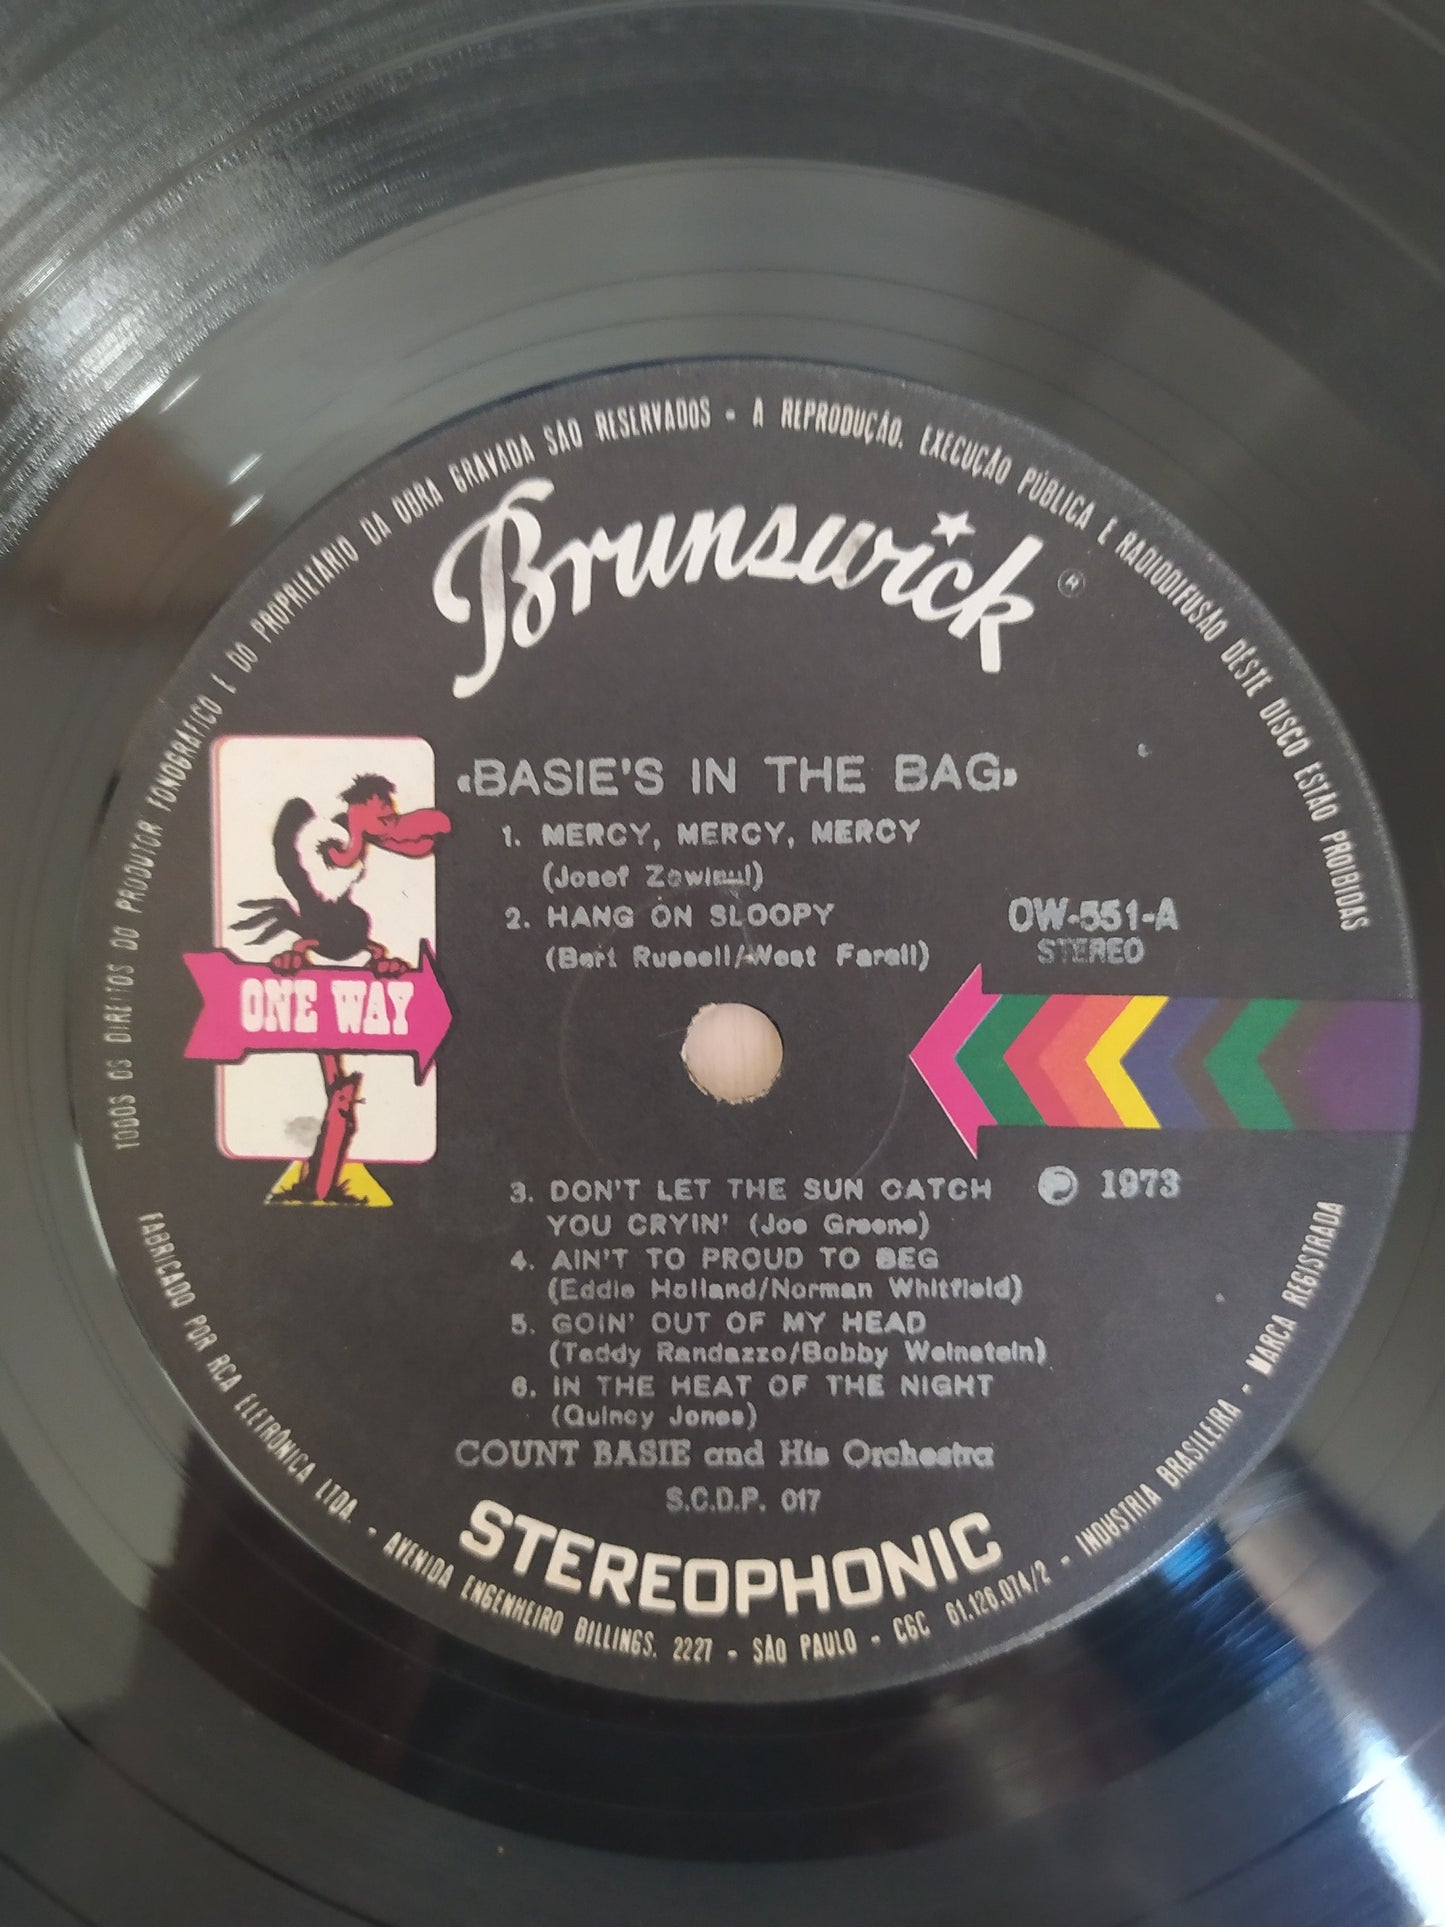 TODOS OS DIREITOS DO PRODUTOR FONOGRÁFICO E DO PROPRIETÁRIO DA OBRA GRAVADA SÃO RESERVADOS - A REPRODUÇÃO, EXECUÇÃO PÚBLICA E RADIODIFUSÃO DÊSTE DISCO ESTÃO PROIBIDAS
Brunswick ®
«BASIE'S IN THE BAG»
1. MERCY, MERCY, MERCY
(Josef Zawinul)
2. HANG ON SLOOPY
(Bert Russell/West Farell)
OW-551-A
STEREO
ONE WAY
3. DON'T LET THE SUN CATCH
YOU CRYIN' (Joe Greene)
℗ 1973
4. AIN'T TO PROUD TO BEG
(Eddie Holland/Norman Whitfield)
5. GOIN' OUT OF MY HEAD
(Teddy Randazzo/Bobby Weinstein)
6. IN THE HEAT OF THE NIGHT
(Quincy Jones)
COUNT BASIE and His Orchestra
S.C.D.P. 017
STEREOPHONIC
FABRICADO POR RCA ELETRÔNICA LTDA. - AVENIDA ENGENHEIRO BILLINGS, 2227 - SÃO PAULO - CGC 61.126.074/2 - INDUSTRIA BRASILEIRA - MARCA REGISTRADA